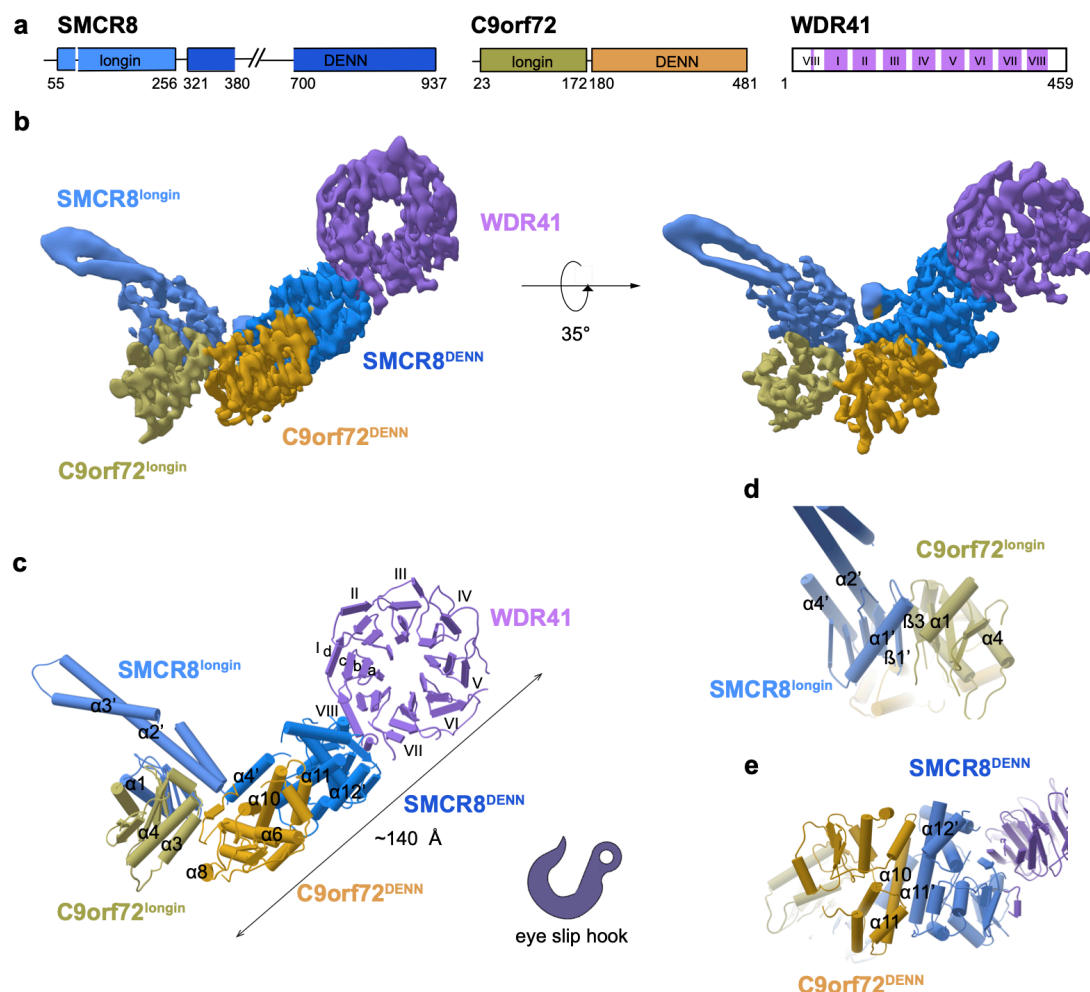 a
SMCR8
C9orf72
WDR41
longin
DENN
longin
DENN
VIII I II III IV V VI VII VIII
55 256 321 380 700 937
23 172 180 481
1 459
b
SMCR8longin
WDR41
35°
SMCR8DENN
C9orf72DENN
C9orf72longin
d
C9orf72longin
α2'
α4'
ß3 α1
α1'
α4
ß1'
SMCR8longin
c
III
II
IV
WDR41
I d
c
b
a
SMCR8longin
V
α3'
VIII
VI
α2'
VII
α4' α11
α1
α10 α12'
SMCR8DENN
α4
α6
~140 Å
α3
α8
C9orf72DENN
C9orf72longin
eye slip hook
e
SMCR8DENN
α12'
α10
α11'
α11
C9orf72DENN